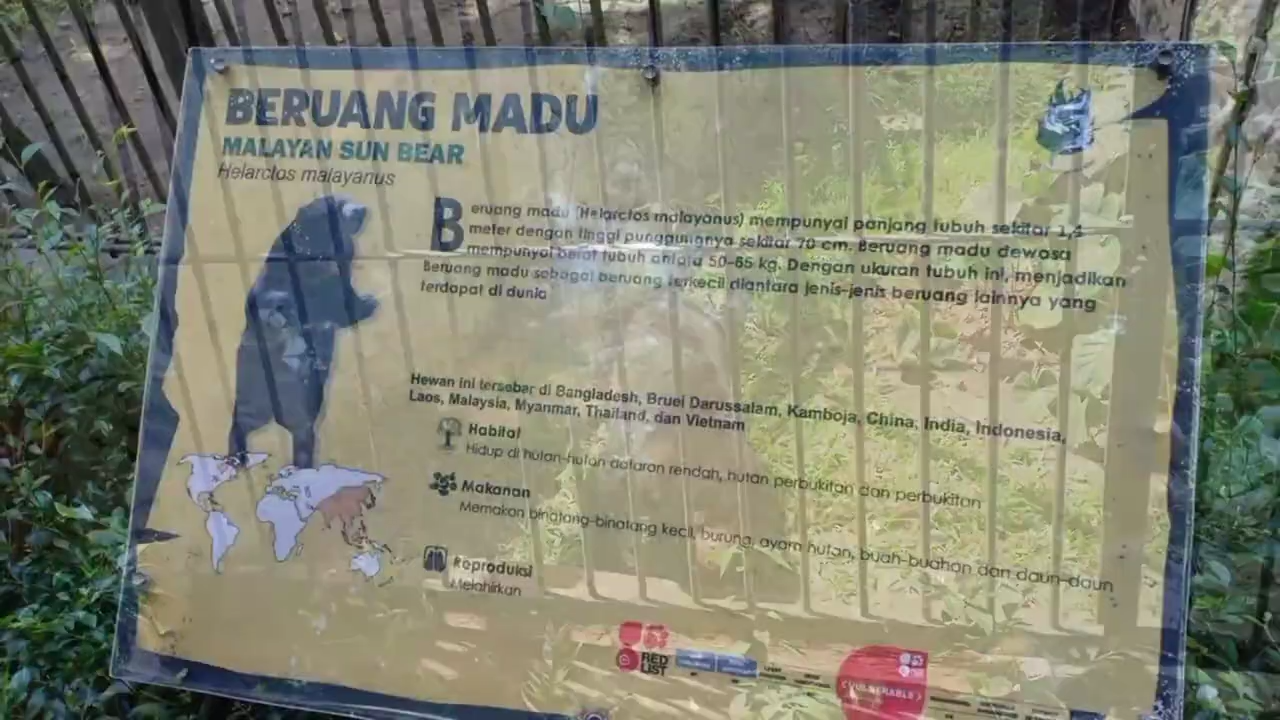 BERUANG MADU
MALAYAN SUN BEAR
Helarctos malayanus
Beruang madu (Helarctos malayanus) mempunyai panjang tubuh sekitar 1,4
meter dengan tinggi punggungnya sekitar 70 cm. Beruang madu dewasa
mempunyai berat tubuh antara 50-65 kg. Dengan ukuran tubuh ini, menjadikan
Beruang madu sebagai beruang terkecil diantara jenis-jenis beruang lainnya yang
terdapat di dunia
Hewan ini tersebar di Bangladesh, Bruei Darussalam, Kamboja, China, India, Indonesia,
Laos, Malaysia, Myanmar, Thailand, dan Vietnam
Habitat
Hidup di hutan-hutan dataran rendah, hutan perbukitan dan perbukitan
Makanan
Memakan binatang-binatang kecil, burung, ayam hutan, buah-buahan dan daun-daun
Reproduksi
Melahirkan
RED
LIST
VULNERABLE